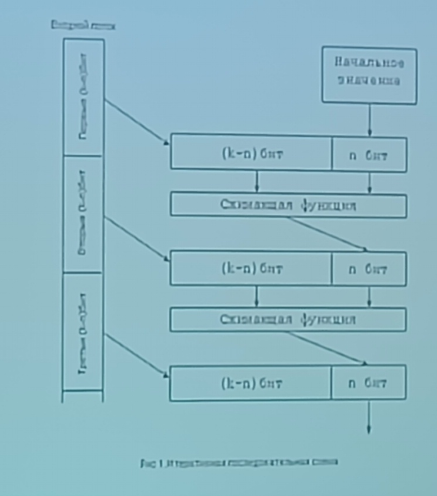 Входной поток
Начальное
значение
Первые (k-n) бит
(k-n) бит
n бит
Сжимающая функция
Вторые (k-n) бит
(k-n) бит
n бит
Сжимающая функция
Третьи (k-n) бит
(k-n) бит
n бит
Рис 1. Итеративная последовательная схема